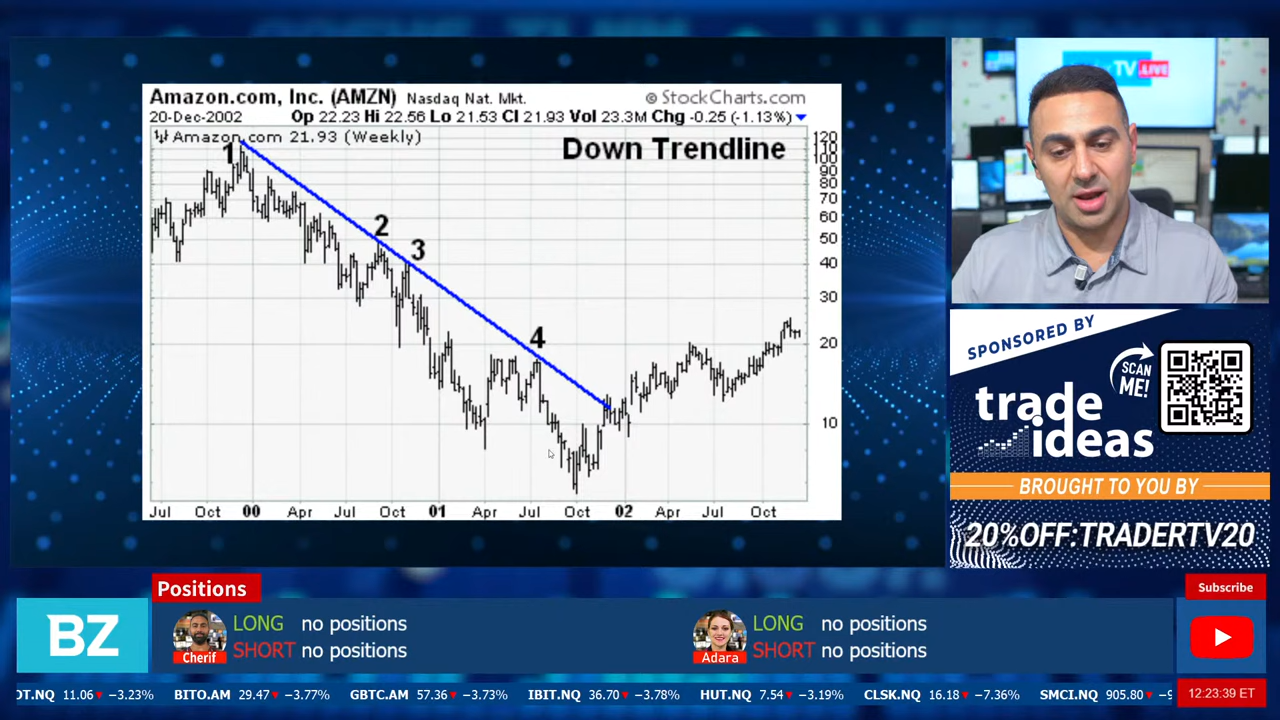 Amazon.com, Inc. (AMZN) Nasdaq Nat. Mkt. © StockCharts.com
20-Dec-2002 Op 22.23 Hi 22.56 Lo 21.53 Cl 21.93 Vol 23.3M Chg -0.25 (-1.13%)
Amazon.com 21.93 (Weekly)
Down Trendline
1
2
3
4
120
110
100
90
80
70
60
50
40
30
20
10
Jul Oct 00 Apr Jul Oct 01 Apr Jul Oct 02 Apr Jul Oct
TV LIVE
SPONSORED BY
SCAN
ME!
trade
ideas
BROUGHT TO YOU BY
20%OFF:TRADERTV20
Positions
Subscribe
BZ
LONG no positions
SHORT no positions
Cherif
LONG no positions
SHORT no positions
Adara
OT.NQ 11.06 −3.23% BITO.AM 29.47 −3.77% GBTC.AM 57.36 −3.73% IBIT.NQ 36.70 −3.78% HUT.NQ 7.54 −3.19% CLSK.NQ 16.18 −7.36% SMCI.NQ 905.80 −9
12:23:39 ET